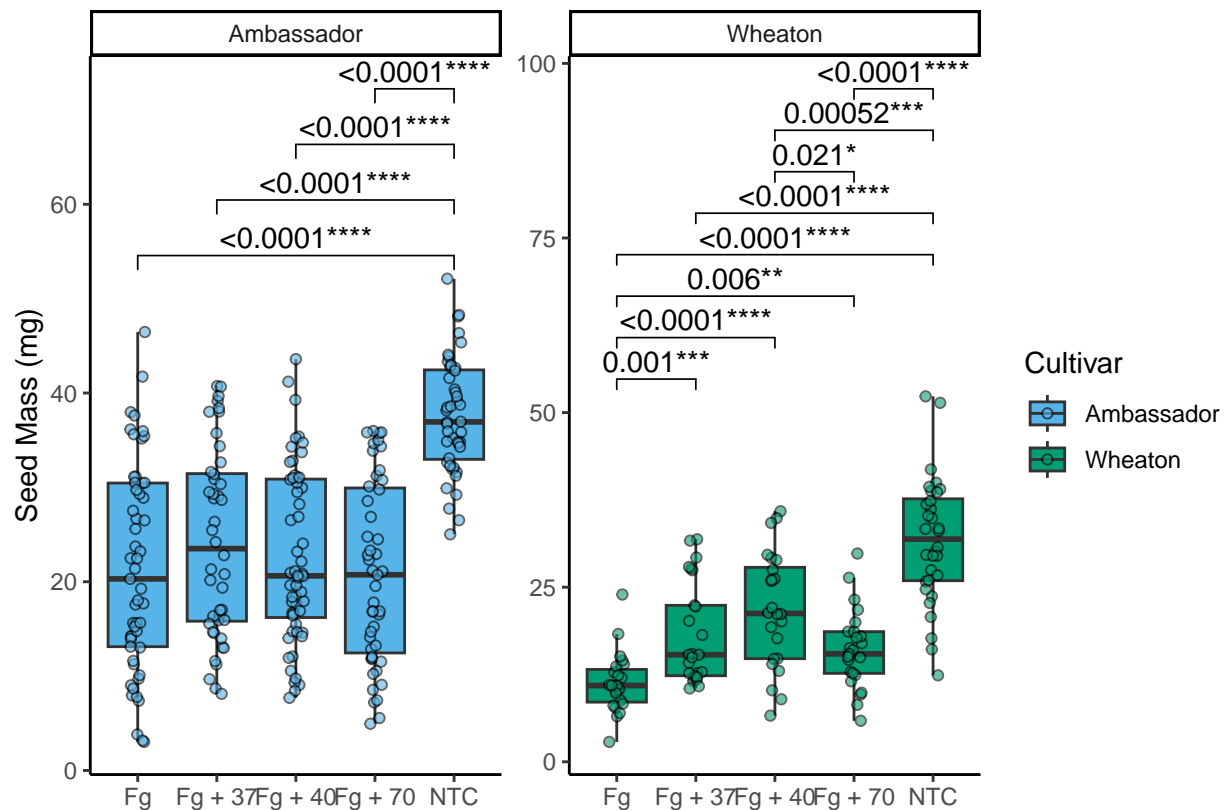 Ambassador
Wheaton
Seed Mass (mg)
60
40
20
0
<0.0001****
<0.0001****
<0.0001****
<0.0001****
Fg
Fg + 37
Fg + 40
Fg + 70
NTC
100
75
50
25
0
<0.0001****
0.00052***
0.021*
<0.0001****
<0.0001****
0.006**
<0.0001****
0.001***
Fg
Fg + 37
Fg + 40
Fg + 70
NTC
Cultivar
Ambassador
Wheaton